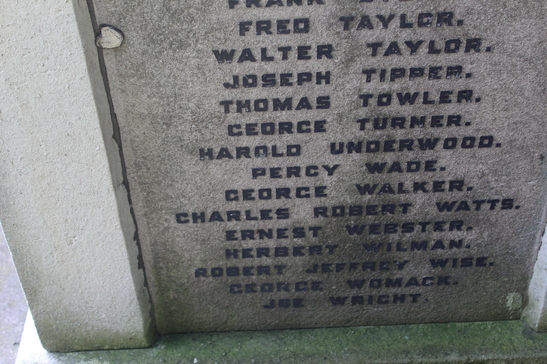 FRANK
FRED TAYLOR.
WALTER TAYLOR.
JOSEPH TIPPER.
THOMAS TOWLER.
GEORGE TURNER.
HAROLD UNDERWOOD.
PERCY WADE.
GEORGE WALKER.
CHARLES ROBERT WATTS.
ERNEST WEBSTER.
HERBERT WILMAN.
ROBERT JEFFREY WISE.
GEORGE WOMACK.
JOE WRIGHT.